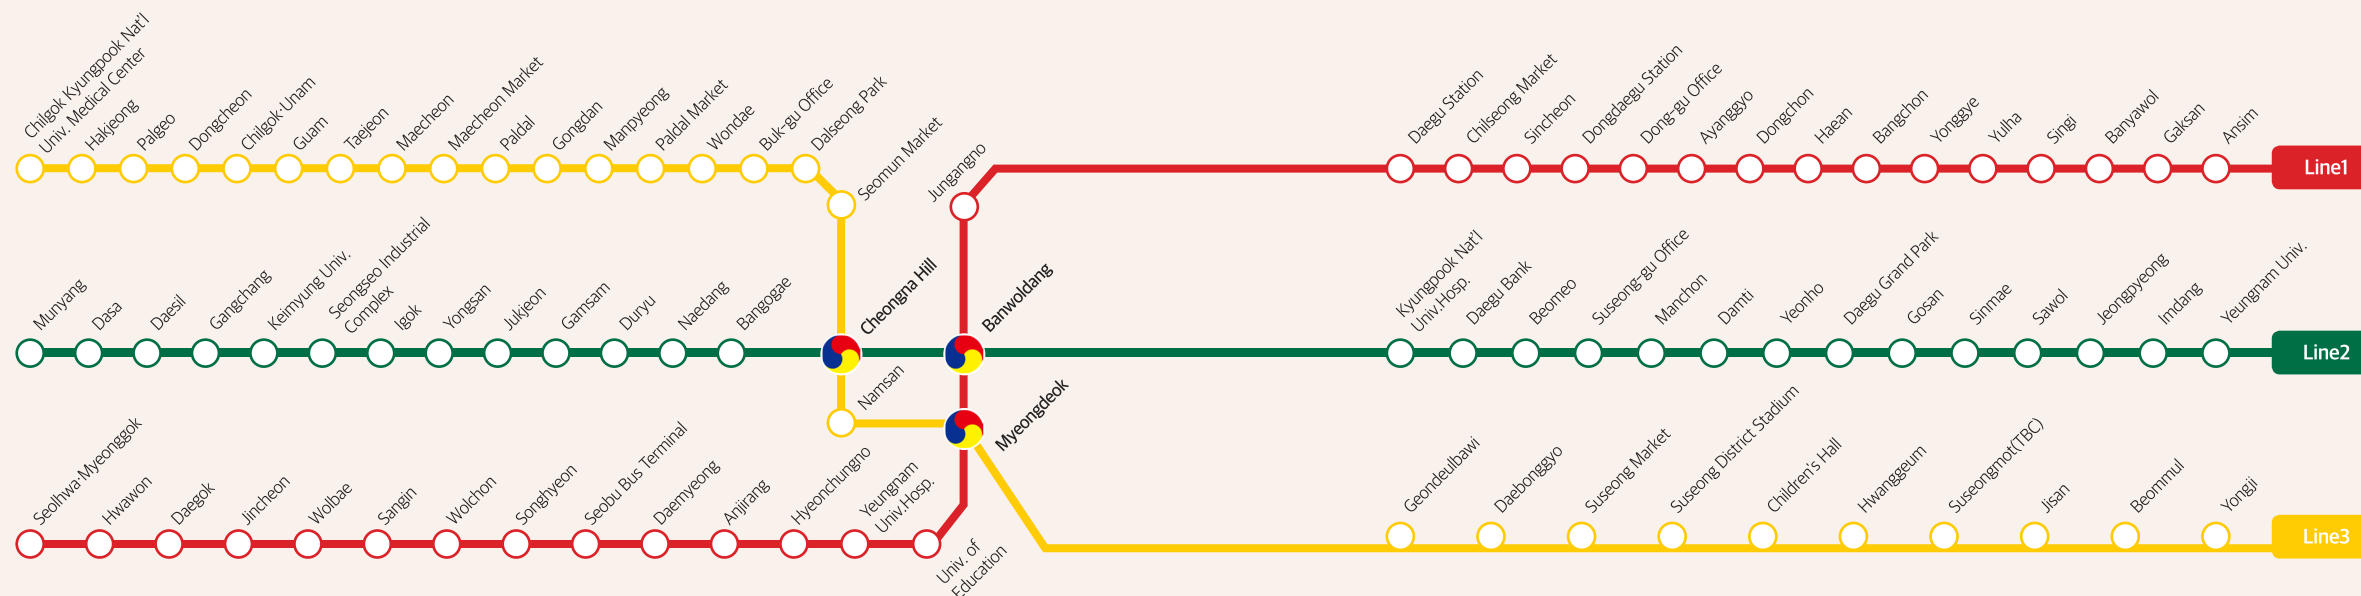 Chilgok Kyungpook Nat'l
Univ. Medical Center
Hakjeong
Palgeo
Dongcheon
Chilgok·Unam
Guam
Taejeon
Maecheon
Maecheon Market
Paldal
Gongdan
Manpyeong
Paldal Market
Wondae
Buk-gu Office
Dalseong Park
Seomun Market
Jungangno
Daegu Station
Chilseong Market
Sincheon
Dongdaegu Station
Dong-gu Office
Ayanggyo
Dongchon
Haean
Bangchon
Yonggye
Yulha
Singi
Banyawol
Gaksan
Ansim
Line1
Munyang
Dasa
Daesil
Gangchang
Keimyung Univ.
Seongseo Industrial
Complex
Igok
Yongsan
Jukjeon
Gamsam
Duryu
Naedang
Bangogae
Cheongna Hill
Banwoldang
Kyungpook Nat'l
Univ.Hosp.
Daegu Bank
Beomeo
Suseong-gu Office
Manchon
Damti
Yeonho
Daegu Grand Park
Gosan
Sinmae
Sawol
Jeongpyeong
Imdang
Yeungnam Univ.
Line2
Namsan
Myeongdeok
Seolhwa·Myeonggok
Hwawon
Daegok
Jincheon
Wolbae
Sangin
Wolchon
Songhyeon
Seobu Bus Terminal
Daemyeong
Anjirang
Hyeonchungno
Yeungnam
Univ.Hosp.
Univ. of
Education
Geondeulbawi
Daebonggyo
Suseong Market
Suseong District Stadium
Children's Hall
Hwanggeum
Suseongmot(TBC)
Jisan
Beommul
Yongji
Line3